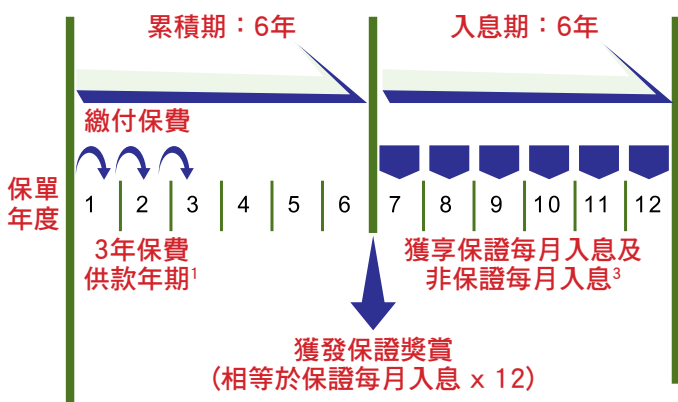 累積期：6年
入息期：6年
繳付保費
保單
年度
1 2 3 4 5 6 7 8 9 10 11 12
3年保費
供款年期1
獲享保證每月入息及
非保證每月入息3
獲發保證獎賞
(相等於保證每月入息 x 12)